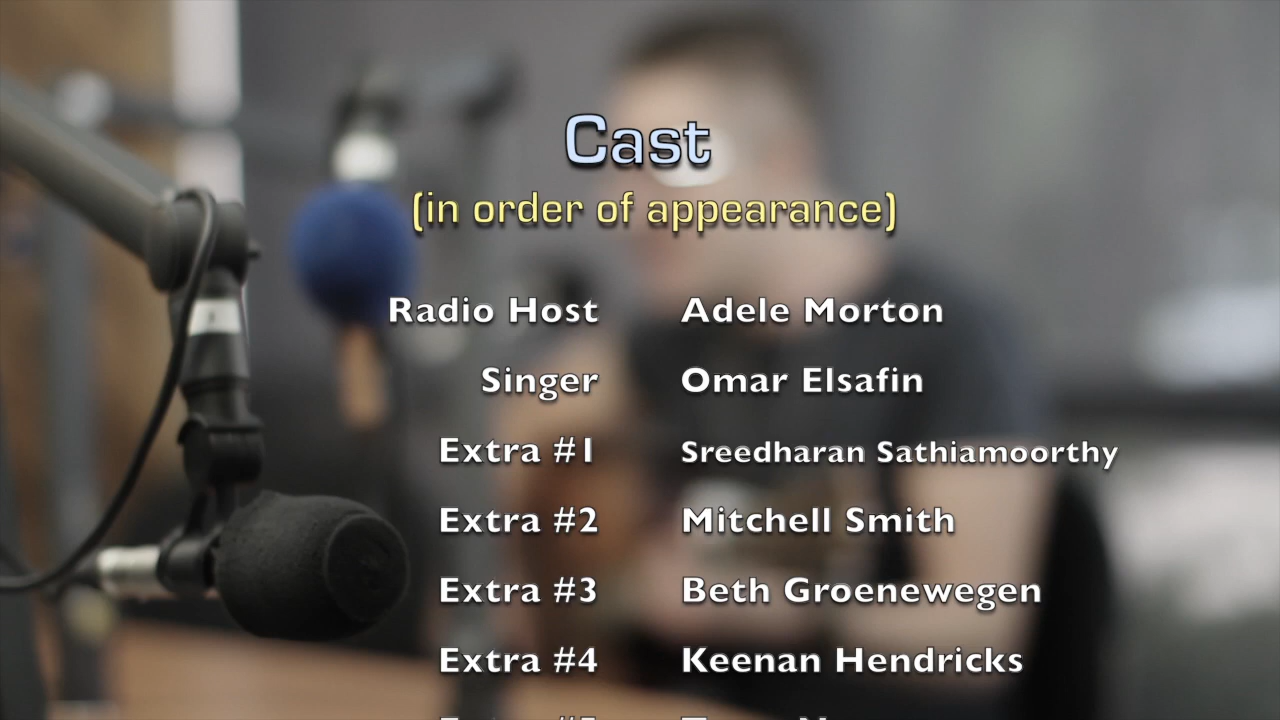 Cast
(in order of appearance)
Radio Host Adele Morton
Singer Omar Elsafin
Extra #1 Sreedharan Sathiamoorthy
Extra #2 Mitchell Smith
Extra #3 Beth Groenewegen
Extra #4 Keenan Hendricks